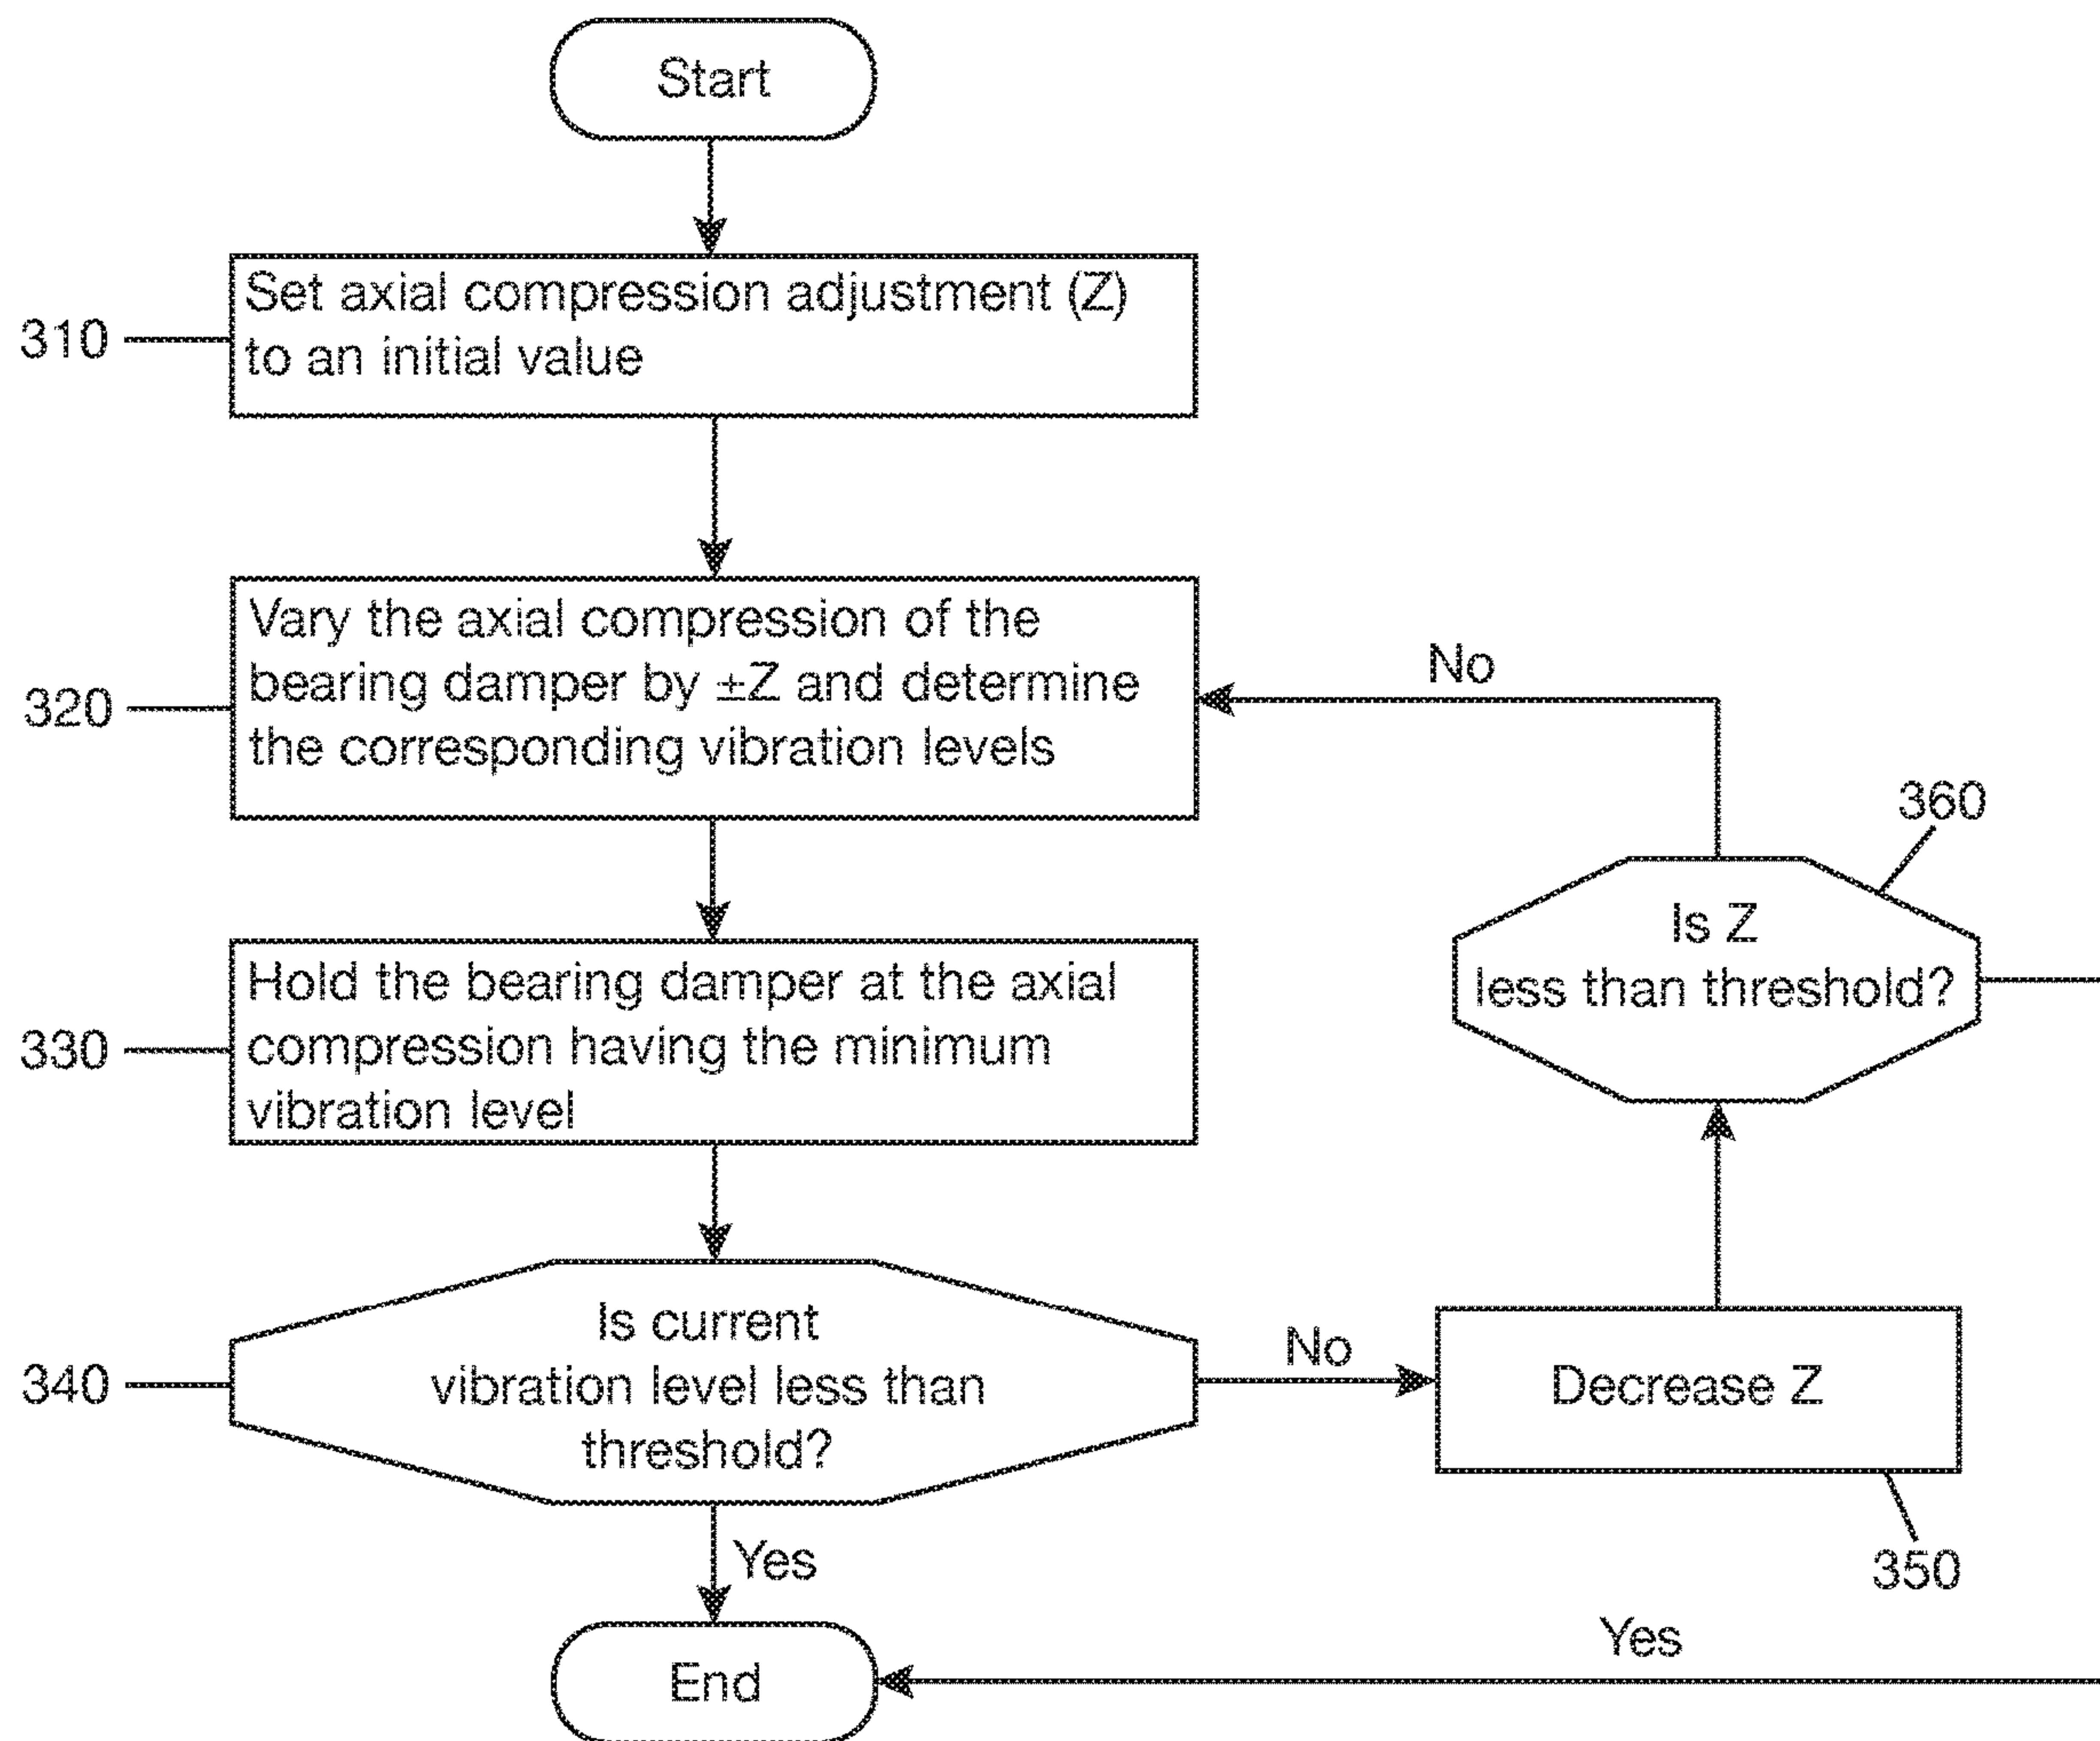 Start
310
Set axial compression adjustment (Z)
to an initial value
320
Vary the axial compression of the
bearing damper by ±Z and determine
the corresponding vibration levels
No
360
Is Z
less than threshold?
330
Hold the bearing damper at the axial
compression having the minimum
vibration level
340
Is current
vibration level less than
threshold?
No
Decrease Z
350
Yes
Yes
End